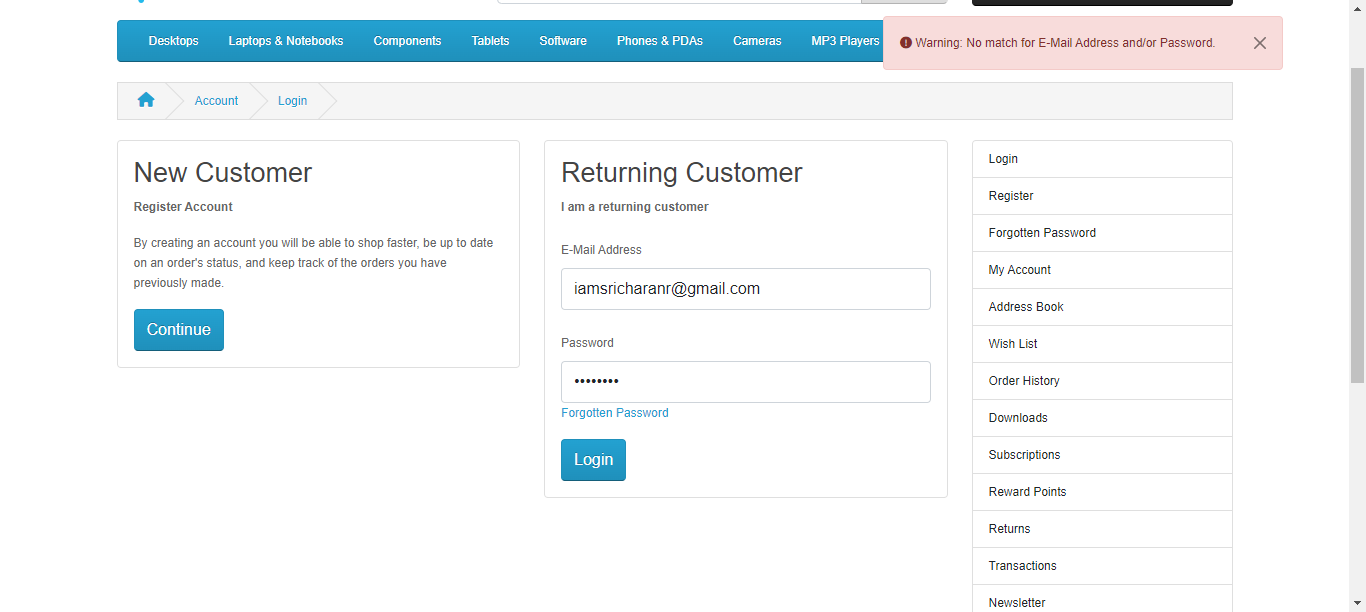 Desktops Laptops & Notebooks Components Tablets Software Phones & PDAs Cameras MP3 Players
Warning: No match for E-Mail Address and/or Password.
Account Login
New Customer
Register Account
By creating an account you will be able to shop faster, be up to date
on an order's status, and keep track of the orders you have
previously made.
Continue
Returning Customer
I am a returning customer
E-Mail Address
iamsricharanr@gmail.com
Password
••••••••
Forgotten Password
Login
Login
Register
Forgotten Password
My Account
Address Book
Wish List
Order History
Downloads
Subscriptions
Reward Points
Returns
Transactions
Newsletter